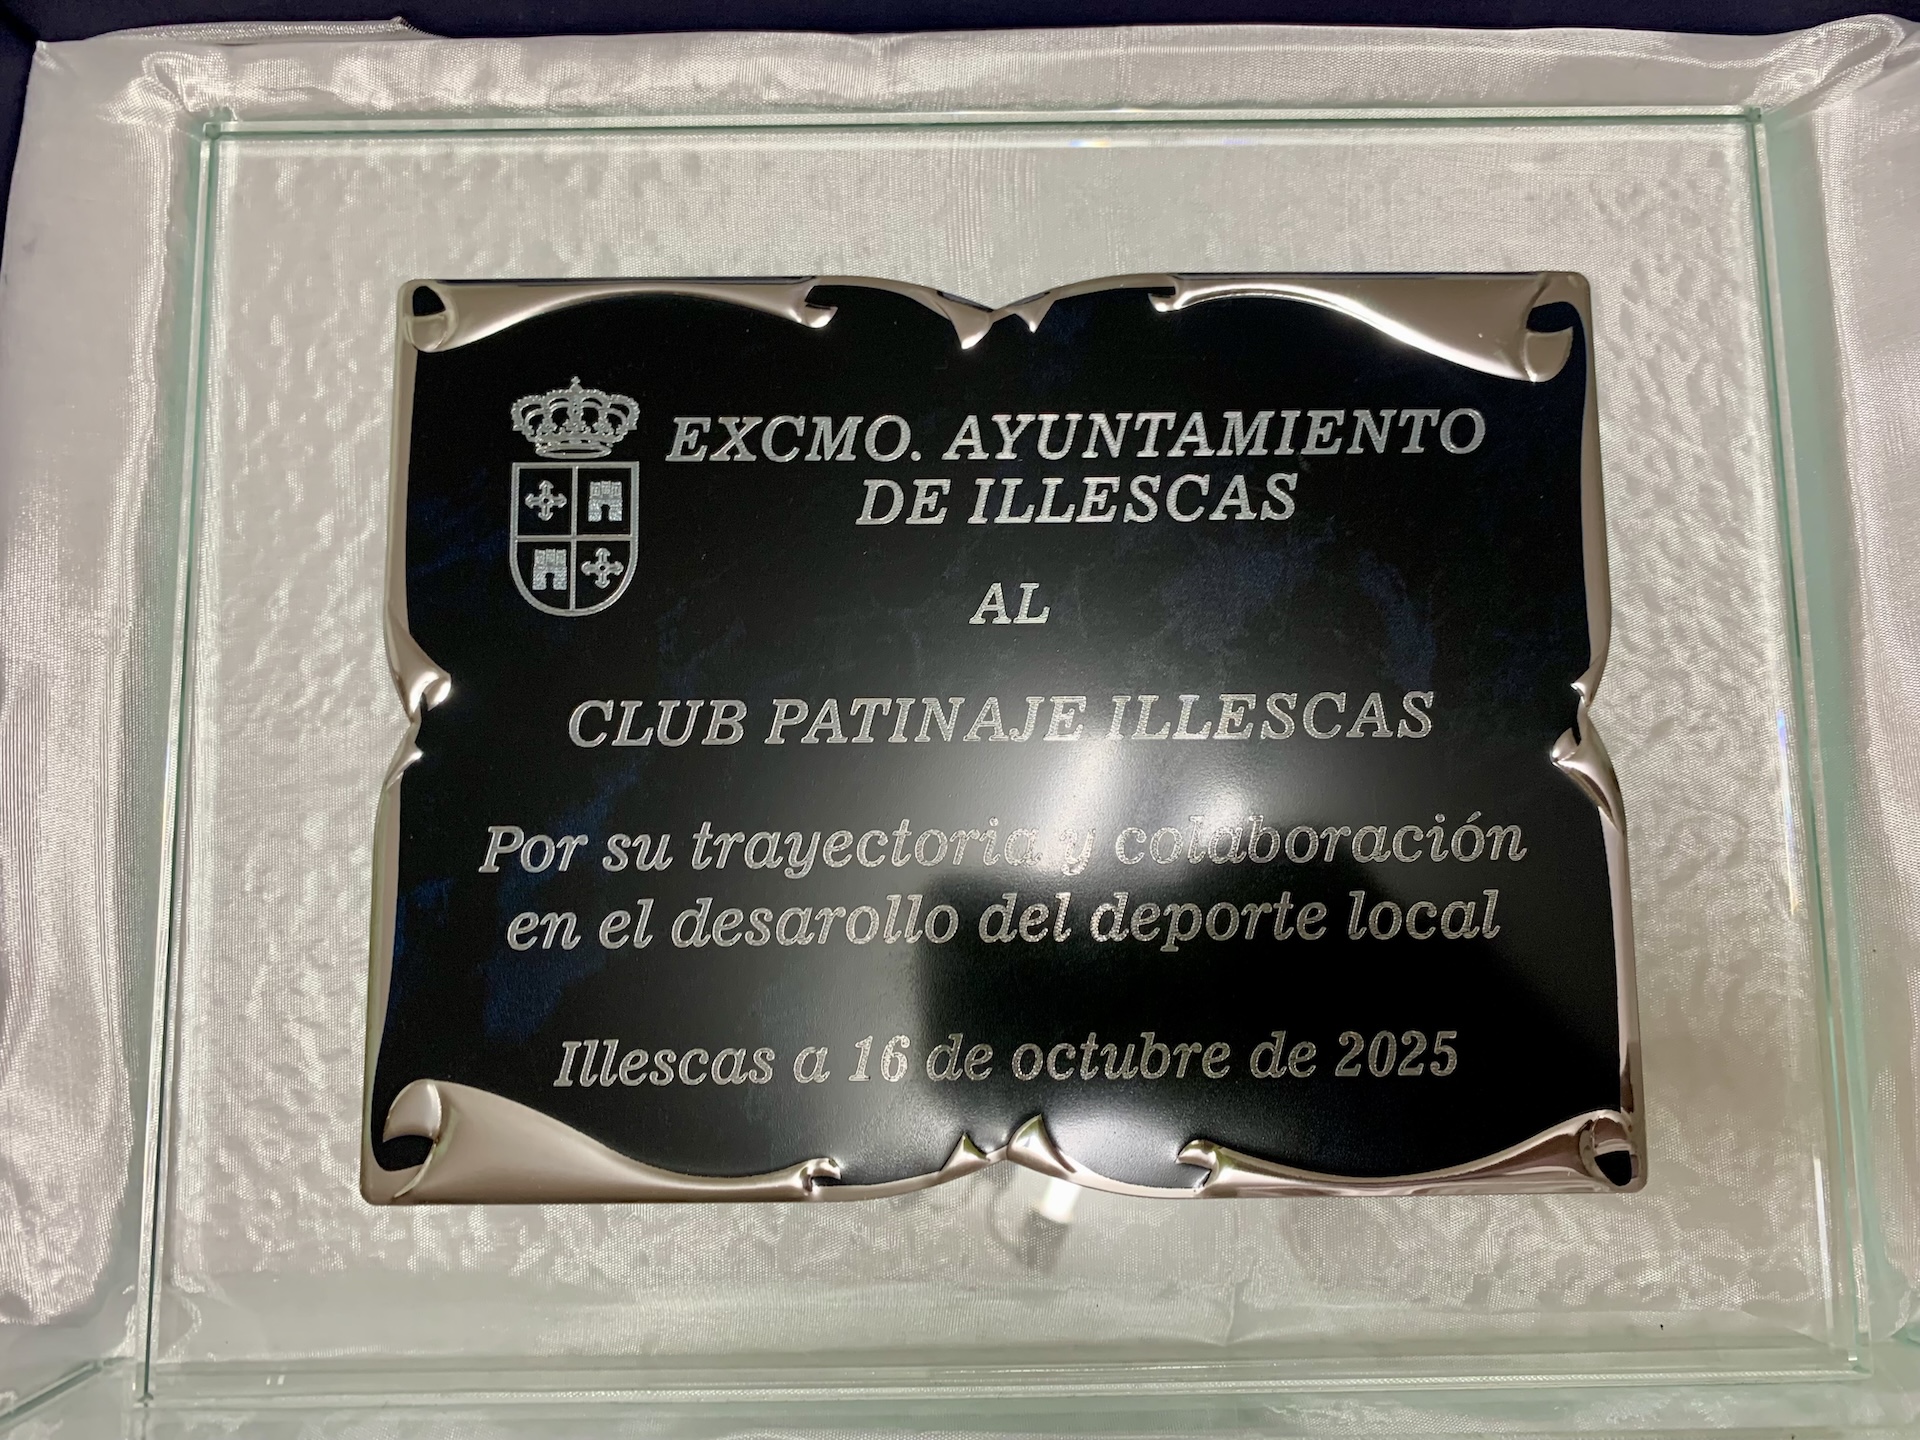 EXCMO. AYUNTAMIENTO
DE ILLESCAS
AL
CLUB PATINAJE ILLESCAS
Por su trayectoria y colaboración
en el desarollo del deporte local
Illescas a 16 de octubre de 2025